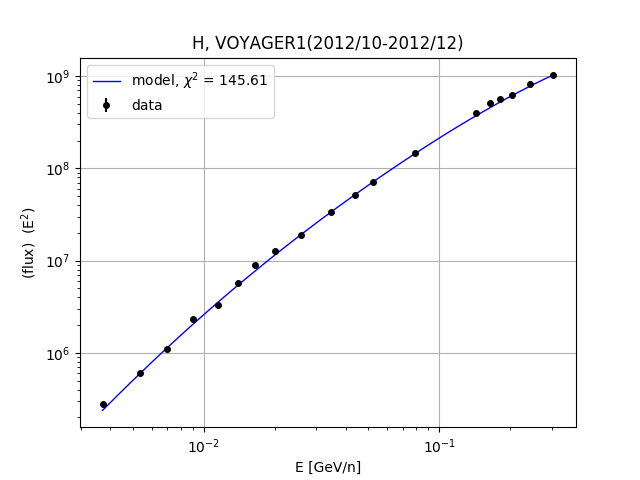 H, VOYAGER1(2012/10-2012/12)
model, χ² = 145.61
data
10⁹
10⁸
10⁷
10⁶
(flux) (E²)
10⁻²
10⁻¹
E [GeV/n]